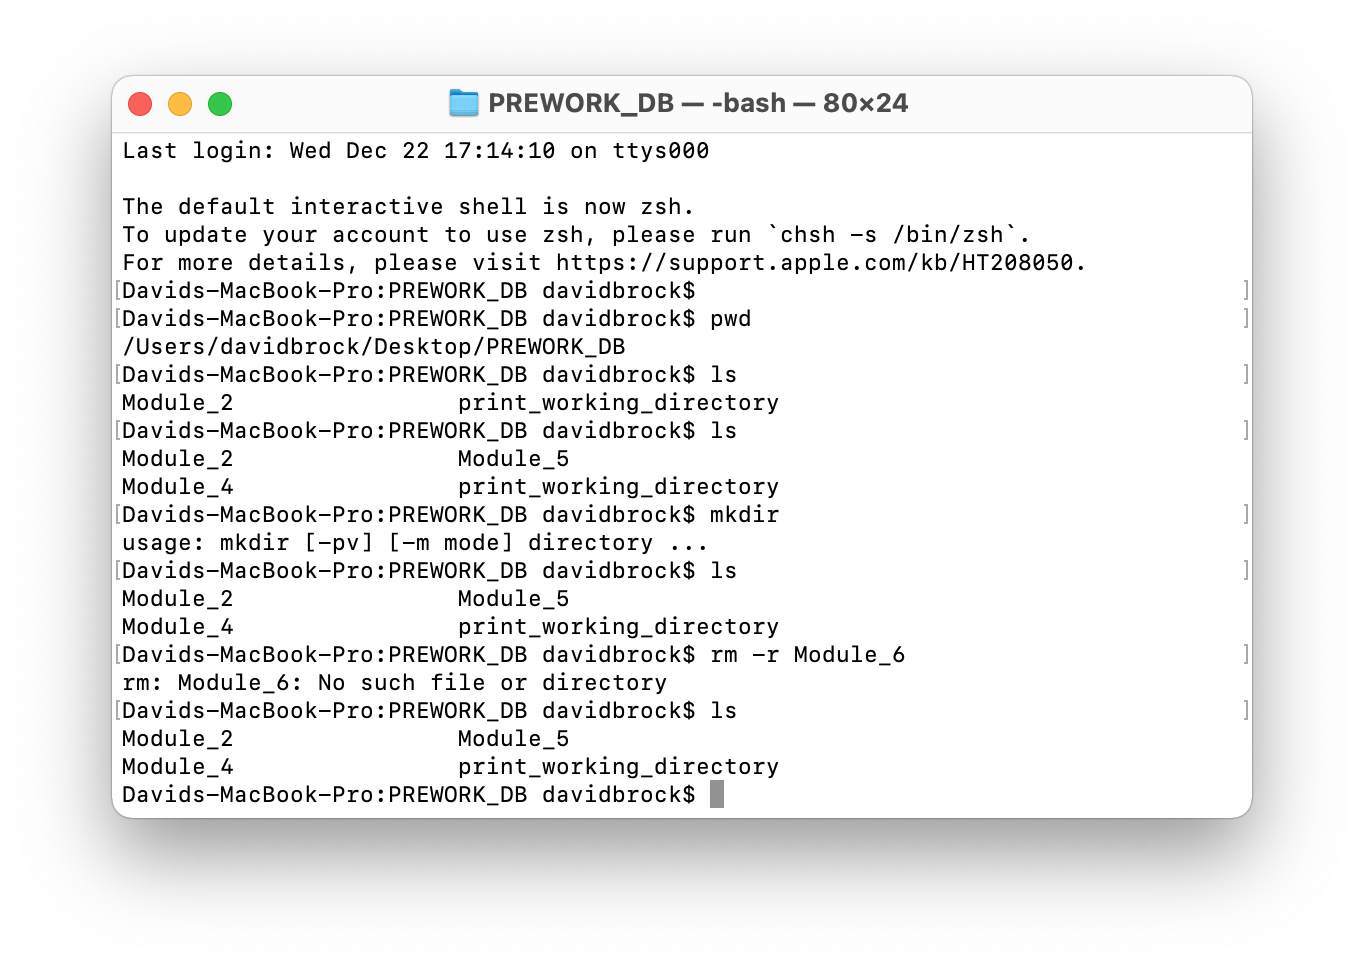 PREWORK_DB — -bash — 80×24
Last login: Wed Dec 22 17:14:10 on ttys000
The default interactive shell is now zsh.
To update your account to use zsh, please run `chsh -s /bin/zsh`.
For more details, please visit https://support.apple.com/kb/HT208050.
[Davids-MacBook-Pro:PREWORK_DB davidbrock$ ]
[Davids-MacBook-Pro:PREWORK_DB davidbrock$ pwd ]
/Users/davidbrock/Desktop/PREWORK_DB
[Davids-MacBook-Pro:PREWORK_DB davidbrock$ ls ]
Module_2 print_working_directory
[Davids-MacBook-Pro:PREWORK_DB davidbrock$ ls ]
Module_2 Module_5
Module_4 print_working_directory
[Davids-MacBook-Pro:PREWORK_DB davidbrock$ mkdir ]
usage: mkdir [-pv] [-m mode] directory ...
[Davids-MacBook-Pro:PREWORK_DB davidbrock$ ls ]
Module_2 Module_5
Module_4 print_working_directory
[Davids-MacBook-Pro:PREWORK_DB davidbrock$ rm -r Module_6 ]
rm: Module_6: No such file or directory
[Davids-MacBook-Pro:PREWORK_DB davidbrock$ ls ]
Module_2 Module_5
Module_4 print_working_directory
Davids-MacBook-Pro:PREWORK_DB davidbrock$